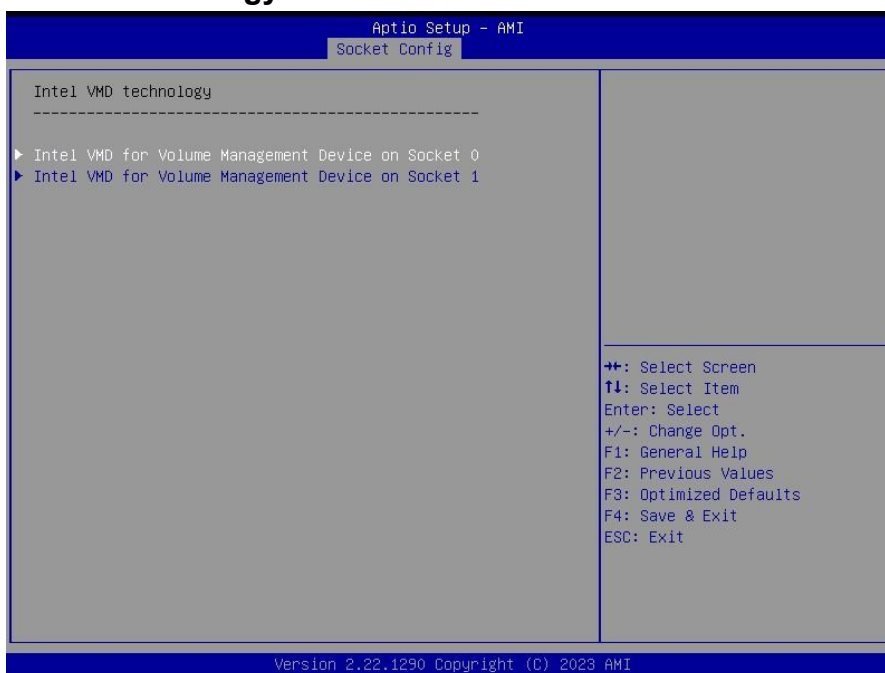 Aptio Setup - AMI
Socket Config
Intel VMD technology
--------------------------------------------------
Intel VMD for Volume Management Device on Socket 0
Intel VMD for Volume Management Device on Socket 1
→←: Select Screen
↑↓: Select Item
Enter: Select
+/-: Change Opt.
F1: General Help
F2: Previous Values
F3: Optimized Defaults
F4: Save & Exit
ESC: Exit
Version 2.22.1290 Copyright (C) 2023 AMI